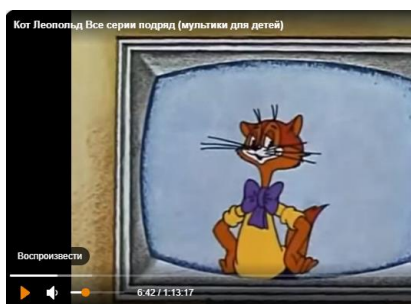 Кот Леопольд Все серии подряд (мультики для детей)
Воспроизвести
6:42 / 1:13:17